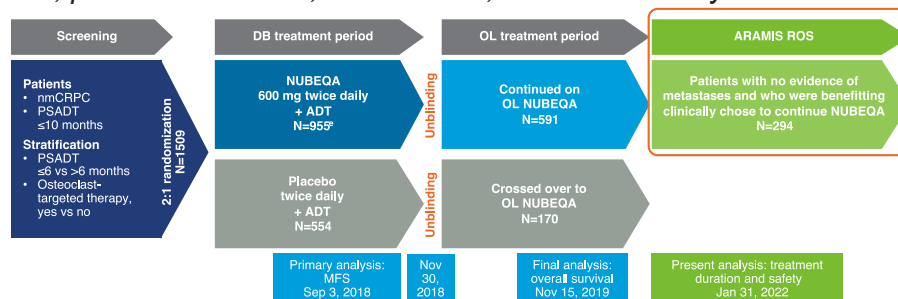 Screening
DB treatment period
OL treatment period
ARAMIS ROS
Patients
• nmCRPC
• PSADT
≤10 months
Stratification
• PSADT
≤6 vs >6 months
• Osteoclast-
targeted therapy,
yes vs no
2:1 randomization
N=1509
NUBEQA
600 mg twice daily
+ ADT
N=955ᵃ
Unblinding
Continued on
OL NUBEQA
N=591
Patients with no evidence of
metastases and who were benefitting
clinically chose to continue NUBEQA
N=294
Placebo
twice daily
+ ADT
N=554
Unblinding
Crossed over to
OL NUBEQA
N=170
Primary analysis:
MFS
Sep 3, 2018
Nov
30,
2018
Final analysis:
overall survival
Nov 15, 2019
Present analysis: treatment
duration and safety
Jan 31, 2022